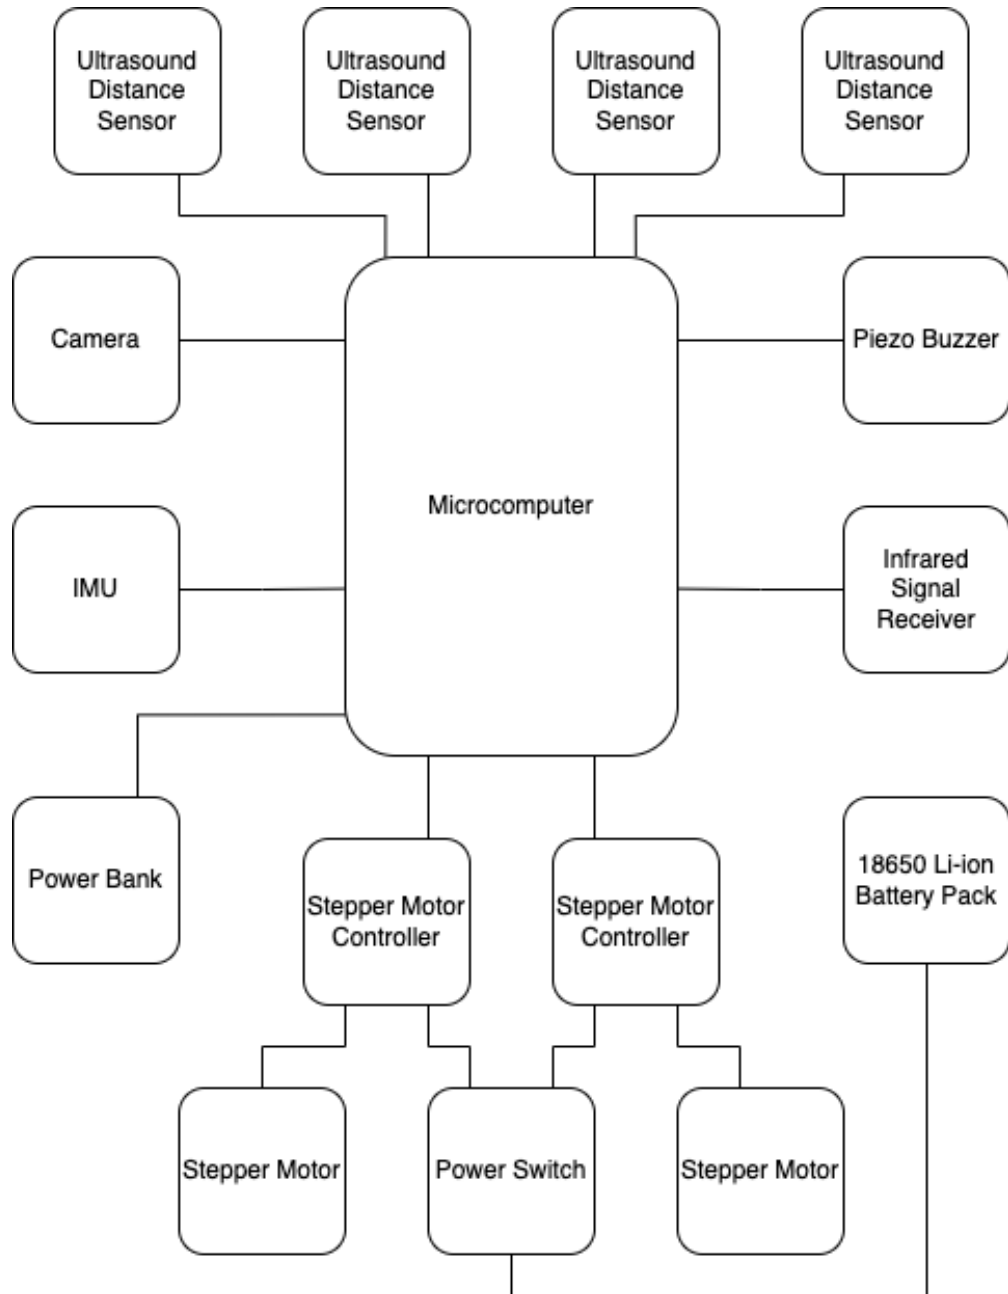 Ultrasound
Distance
Sensor
Ultrasound
Distance
Sensor
Ultrasound
Distance
Sensor
Ultrasound
Distance
Sensor
Camera
Piezo Buzzer
Microcomputer
IMU
Infrared
Signal
Receiver
Power Bank
Stepper Motor
Controller
Stepper Motor
Controller
18650 Li-ion
Battery Pack
Stepper Motor
Power Switch
Stepper Motor